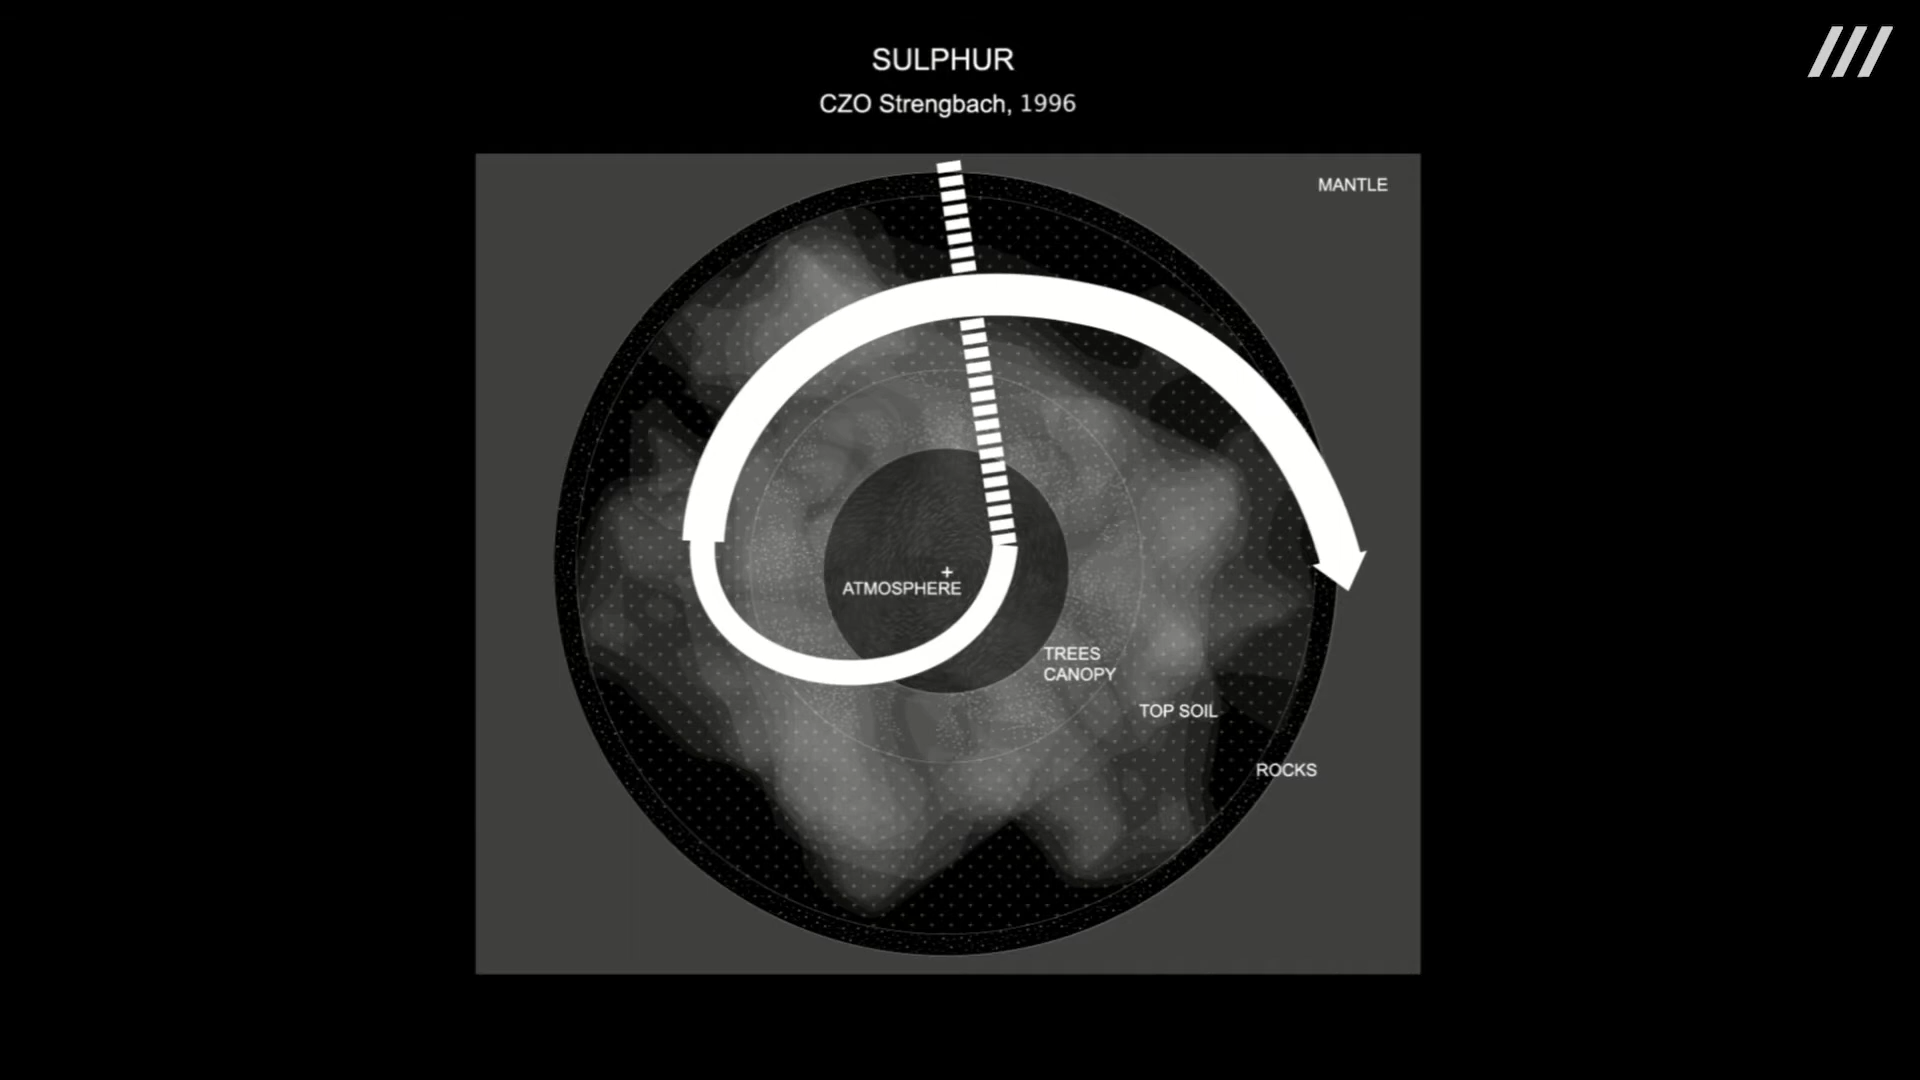 SULPHUR
CZO Strengbach, 1996
MANTLE
ATMOSPHERE
TREES
CANOPY
TOP SOIL
ROCKS